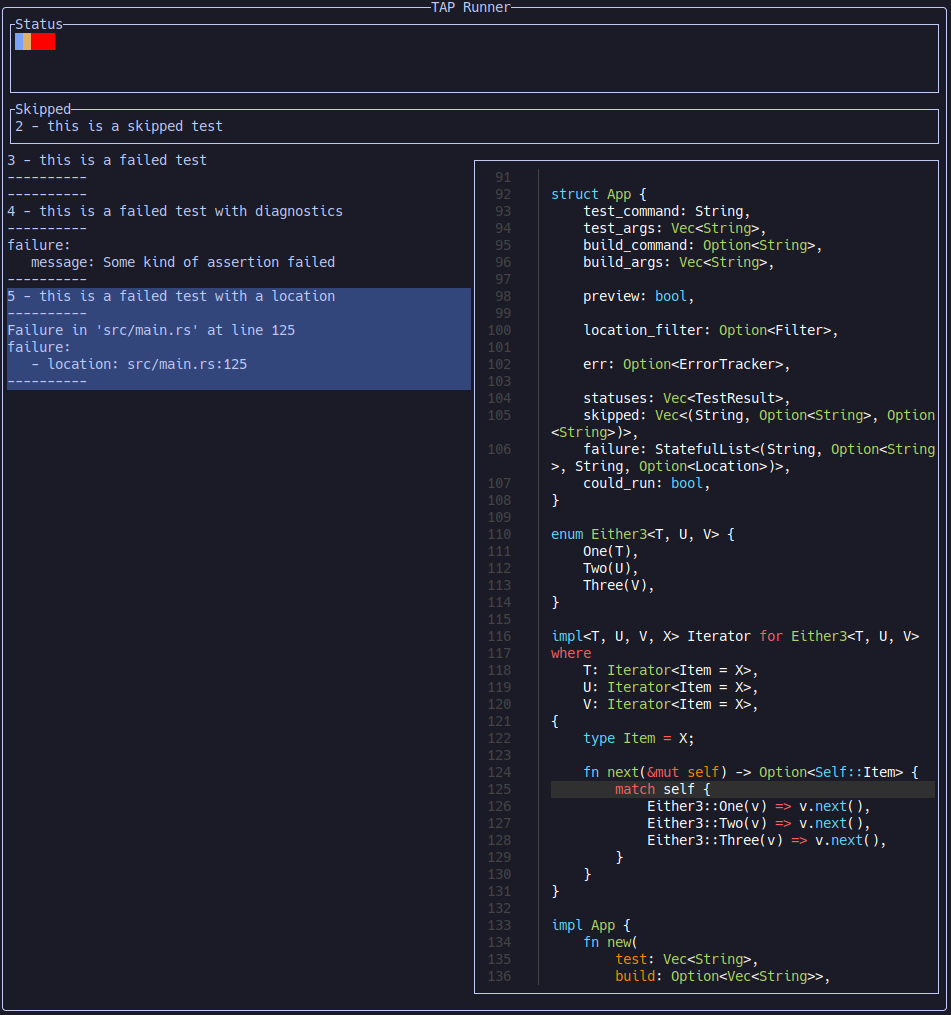 TAP Runner
Status
Skipped
2 - this is a skipped test
3 - this is a failed test
----------
----------
4 - this is a failed test with diagnostics
----------
failure:
   message: Some kind of assertion failed
----------
5 - this is a failed test with a location
----------
Failure in 'src/main.rs' at line 125
failure:
   - location: src/main.rs:125
----------
91
92 struct App {
93     test_command: String,
94     test_args: Vec<String>,
95     build_command: Option<String>,
96     build_args: Vec<String>,
97
98     preview: bool,
99
100     location_filter: Option<Filter>,
101
102     err: Option<ErrorTracker>,
103
104     statuses: Vec<TestResult>,
105     skipped: Vec<(String, Option<String>, Option
<String>)>,
106     failure: StatefulList<(String, Option<String
>, String, Option<Location>)>,
107     could_run: bool,
108 }
109
110 enum Either3<T, U, V> {
111     One(T),
112     Two(U),
113     Three(V),
114 }
115
116 impl<T, U, V, X> Iterator for Either3<T, U, V>
117 where
118     T: Iterator<Item = X>,
119     U: Iterator<Item = X>,
120     V: Iterator<Item = X>,
121 {
122     type Item = X;
123
124     fn next(&mut self) -> Option<Self::Item> {
125         match self {
126             Either3::One(v) => v.next(),
127             Either3::Two(v) => v.next(),
128             Either3::Three(v) => v.next(),
129         }
130     }
131 }
132
133 impl App {
134     fn new(
135         test: Vec<String>,
136         build: Option<Vec<String>>,